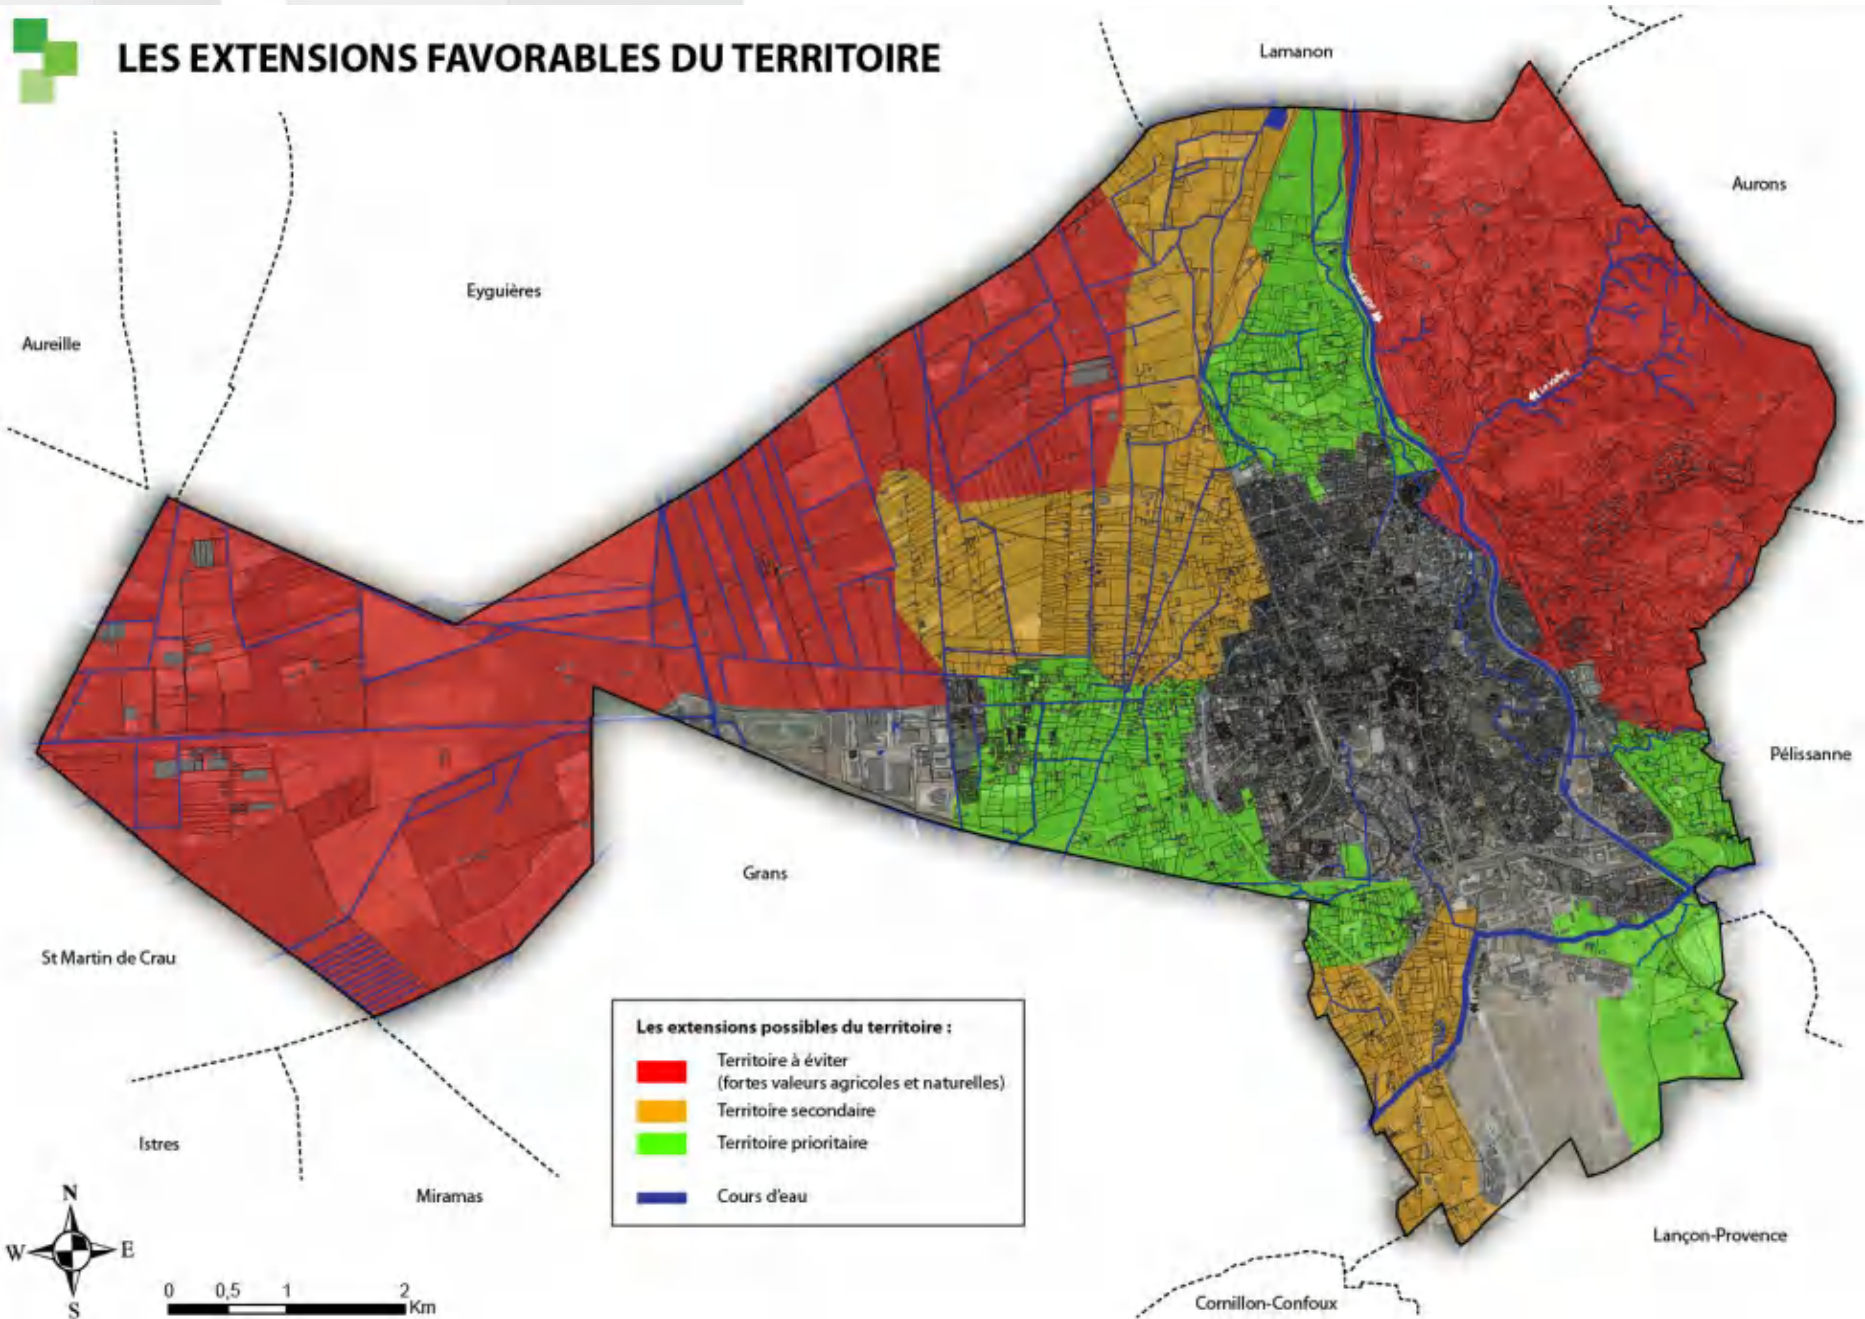 LES EXTENSIONS FAVORABLES DU TERRITOIRE
Lamanon
Aurons
Eyguières
Aureille
Canal EDF
Pélissanne
Grans
St Martin de Crau
Les extensions possibles du territoire :
Territoire à éviter
(fortes valeurs agricoles et naturelles)
Territoire secondaire
Territoire prioritaire
Cours d'eau
Istres
Miramas
Lançon-Provence
Cornillon-Confoux
N
W
E
S
0 0,5 1 2
Km